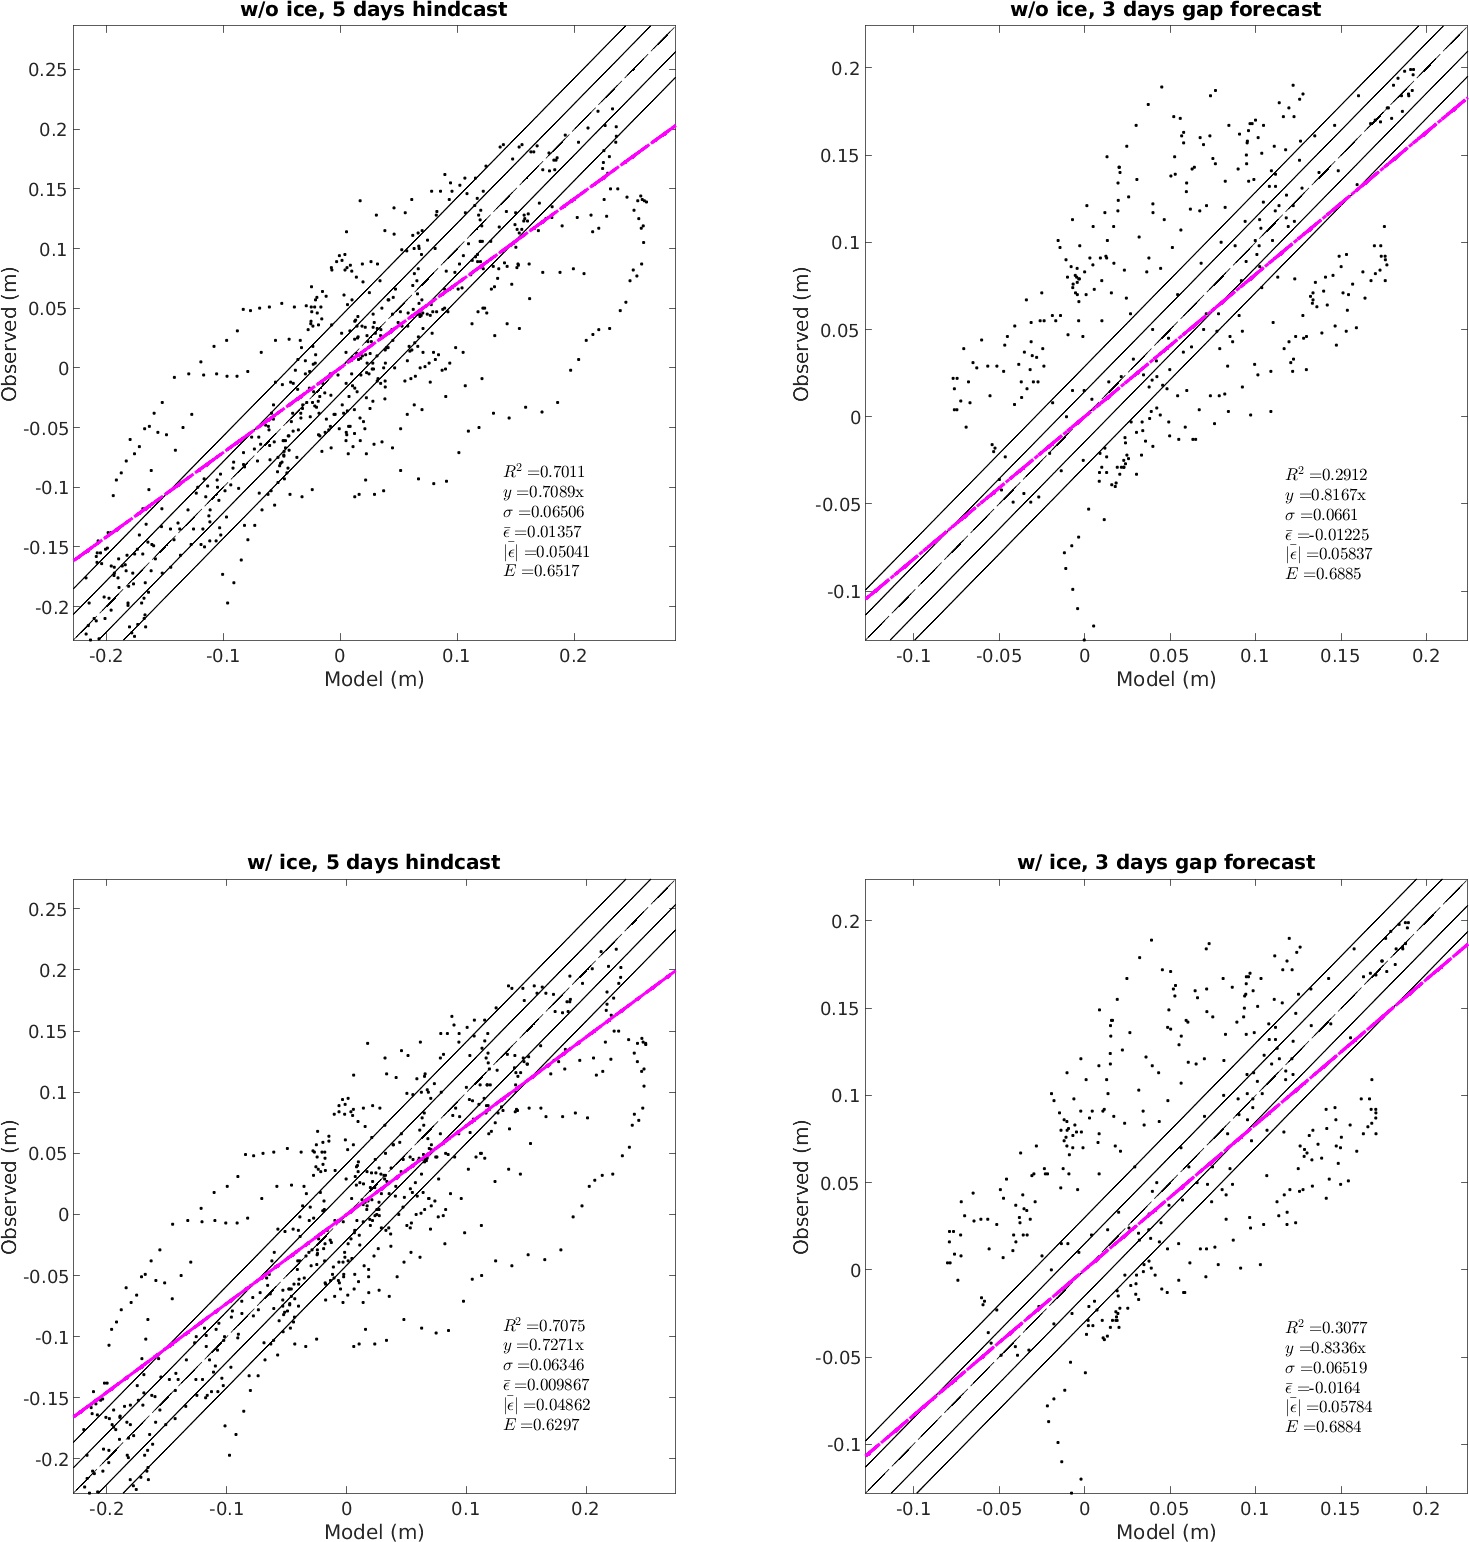 w/o ice, 5 days hindcast
Observed (m)
0.25
0.2
0.15
0.1
0.05
0
-0.05
-0.1
-0.15
-0.2
R² =0.7011
y =0.7089x
σ =0.06506
ϵ̄ =0.01357
|ϵ̄| =0.05041
E =0.6517
-0.2 -0.1 0 0.1 0.2
Model (m)
w/o ice, 3 days gap forecast
Observed (m)
0.2
0.15
0.1
0.05
0
-0.05
-0.1
R² =0.2912
y =0.8167x
σ =0.0661
ϵ̄ =-0.01225
|ϵ̄| =0.05837
E =0.6885
-0.1 -0.05 0 0.05 0.1 0.15 0.2
Model (m)
w/ ice, 5 days hindcast
Observed (m)
0.25
0.2
0.15
0.1
0.05
0
-0.05
-0.1
-0.15
-0.2
R² =0.7075
y =0.7271x
σ =0.06346
ϵ̄ =0.009867
|ϵ̄| =0.04862
E =0.6297
-0.2 -0.1 0 0.1 0.2
Model (m)
w/ ice, 3 days gap forecast
Observed (m)
0.2
0.15
0.1
0.05
0
-0.05
-0.1
R² =0.3077
y =0.8336x
σ =0.06519
ϵ̄ =-0.0164
|ϵ̄| =0.05784
E =0.6884
-0.1 -0.05 0 0.05 0.1 0.15 0.2
Model (m)